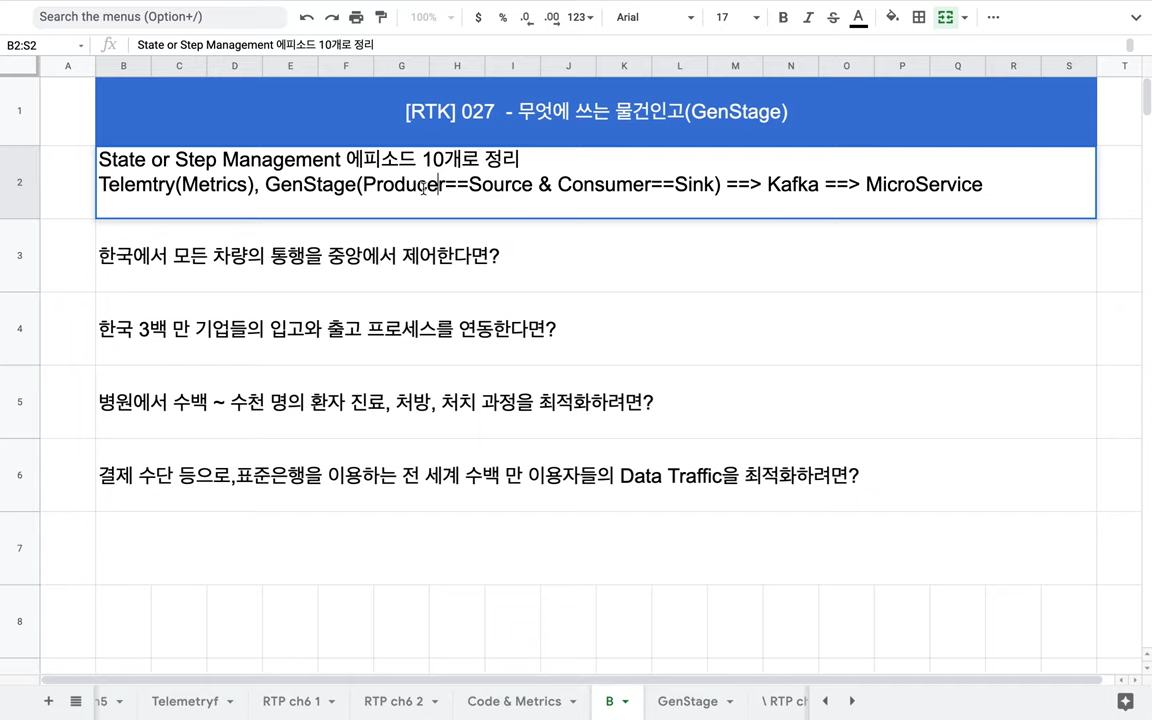 Search the menus (Option+/)
100%
$ % .0 .00 123
Arial
17
B I S A
B2:S2
fx
State or Step Management 에피소드 10개로 정리
A B C D E F G H I J K L M N O P Q R S T
1
[RTK] 027 - 무엇에 쓰는 물건인고(GenStage)
2
State or Step Management 에피소드 10개로 정리
Telemtry(Metrics), GenStage(Producer==Source & Consumer==Sink) ==> Kafka ==> MicroService
3
한국에서 모든 차량의 통행을 중앙에서 제어한다면?
4
한국 3백 만 기업들의 입고와 출고 프로세스를 연동한다면?
5
병원에서 수백 ~ 수천 명의 환자 진료, 처방, 처치 과정을 최적화하려면?
6
결제 수단 등으로,표준은행을 이용하는 전 세계 수백 만 이용자들의 Data Traffic을 최적화하려면?
7
8
n5
Telemetryf
RTP ch6 1
RTP ch6 2
Code & Metrics
B
GenStage
\ RTP ch